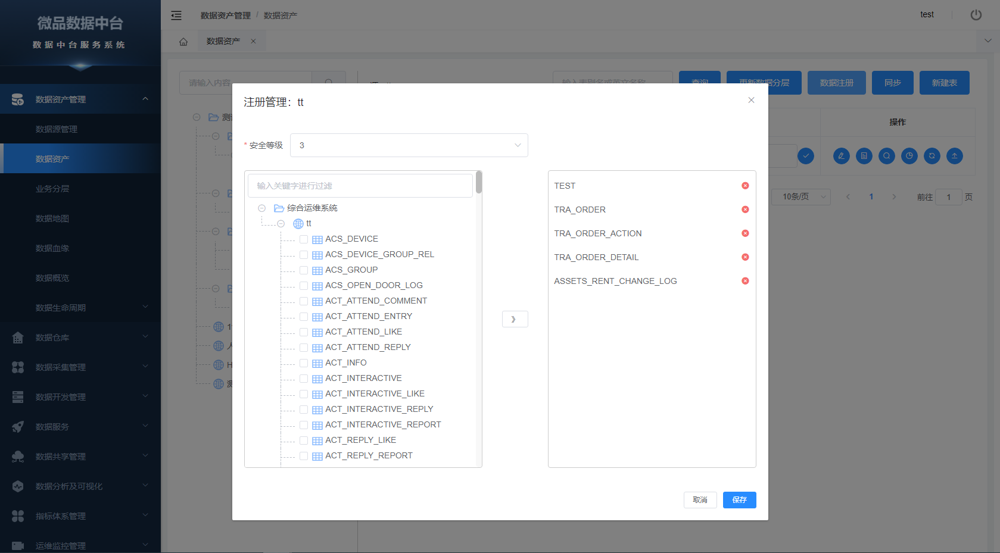 微品数据中台
数据中台服务系统
数据资产管理
数据源管理
数据资产
业务分层
数据地图
数据血缘
数据概览
数据生命周期
数据仓库
数据采集管理
数据开发管理
数据服务
数据共享管理
数据分析及可视化
指标体系管理
运维监控管理
数据资产管理 / 数据资产
test
数据资产
请输入内容
查询
更新数据分层
数据注册
同步
新建表
操作
10条/页
1
前往 1 页
注册管理：tt
* 安全等级
3
输入关键字进行过滤
综合运维系统
tt
ACS_DEVICE
ACS_DEVICE_GROUP_REL
ACS_GROUP
ACS_OPEN_DOOR_LOG
ACT_ATTEND_COMMENT
ACT_ATTEND_ENTRY
ACT_ATTEND_LIKE
ACT_ATTEND_REPLY
ACT_INFO
ACT_INTERACTIVE
ACT_INTERACTIVE_LIKE
ACT_INTERACTIVE_REPLY
ACT_INTERACTIVE_REPORT
ACT_REPLY_LIKE
ACT_REPLY_REPORT
》
TEST
TRA_ORDER
TRA_ORDER_ACTION
TRA_ORDER_DETAIL
ASSETS_RENT_CHANGE_LOG
取消
保存